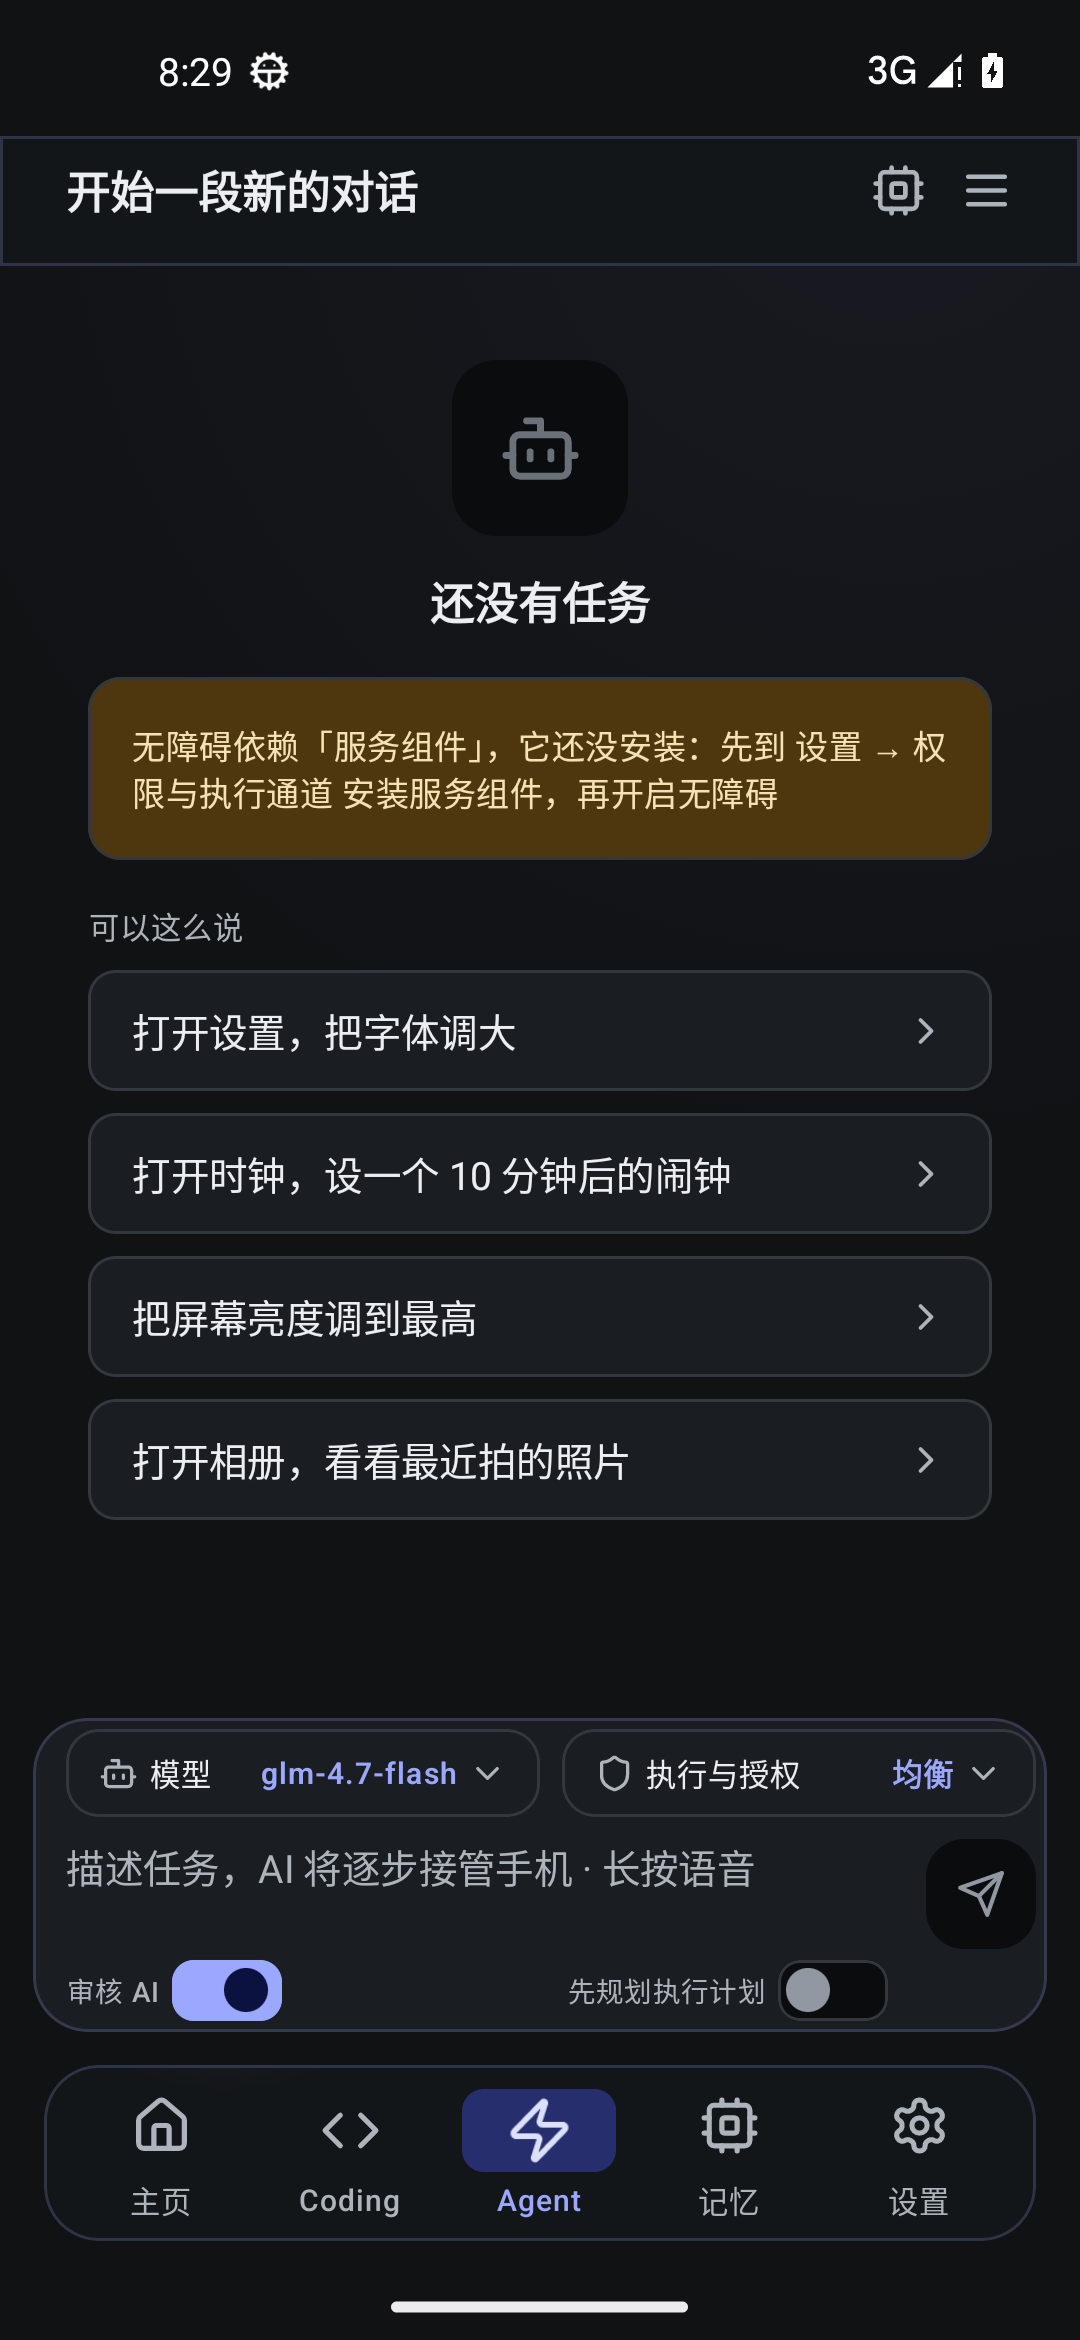 8:29
3G
开始一段新的对话
还没有任务
无障碍依赖「服务组件」，它还没安装：先到 设置 → 权
限与执行通道 安装服务组件，再开启无障碍
可以这么说
打开设置，把字体调大
打开时钟，设一个 10 分钟后的闹钟
把屏幕亮度调到最高
打开相册，看看最近拍的照片
模型 glm-4.7-flash
执行与授权 均衡
描述任务，AI 将逐步接管手机 · 长按语音
审核 AI
先规划执行计划
主页
Coding
Agent
记忆
设置